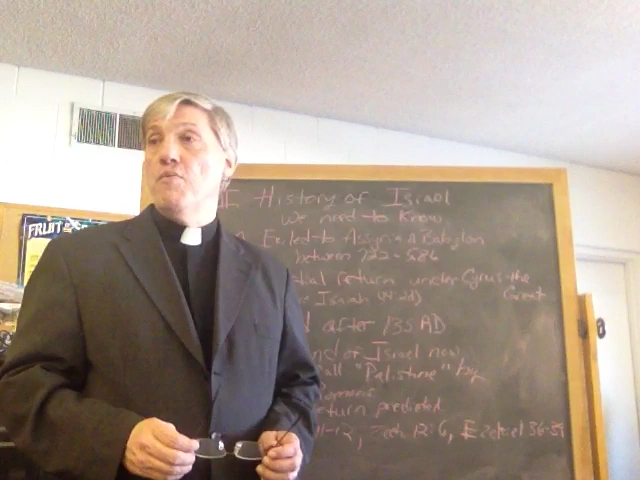 FRUIT
History of Israel
we need to know
Exiled to Assyria & Babylon
between 722-586
return under Cyrus the
Isaiah (44:28) Great
after 135 AD
of Israel now
"Palestine" by
Romans
return predicted
Zech 12:6, Ezekiel 36-39